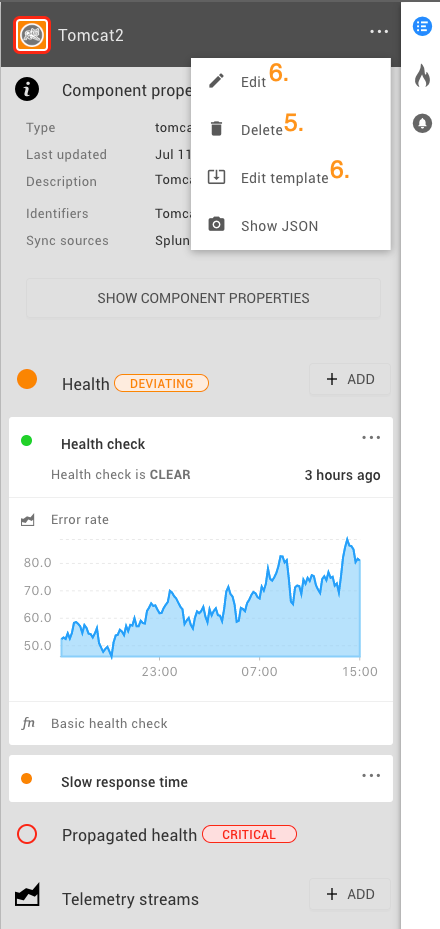 Tomcat2
Component prope
Edit 6.
Delete 5.
Edit template 6.
Show JSON
Type tomca
Last updated Jul 11
Description Tomca
Identifiers Tomca
Sync sources Splun
SHOW COMPONENT PROPERTIES
Health DEVIATING + ADD
Health check
Health check is CLEAR 3 hours ago
Error rate
80.0
70.0
60.0
50.0
23:00 07:00 15:00
fn Basic health check
Slow response time
Propagated health CRITICAL
Telemetry streams + ADD